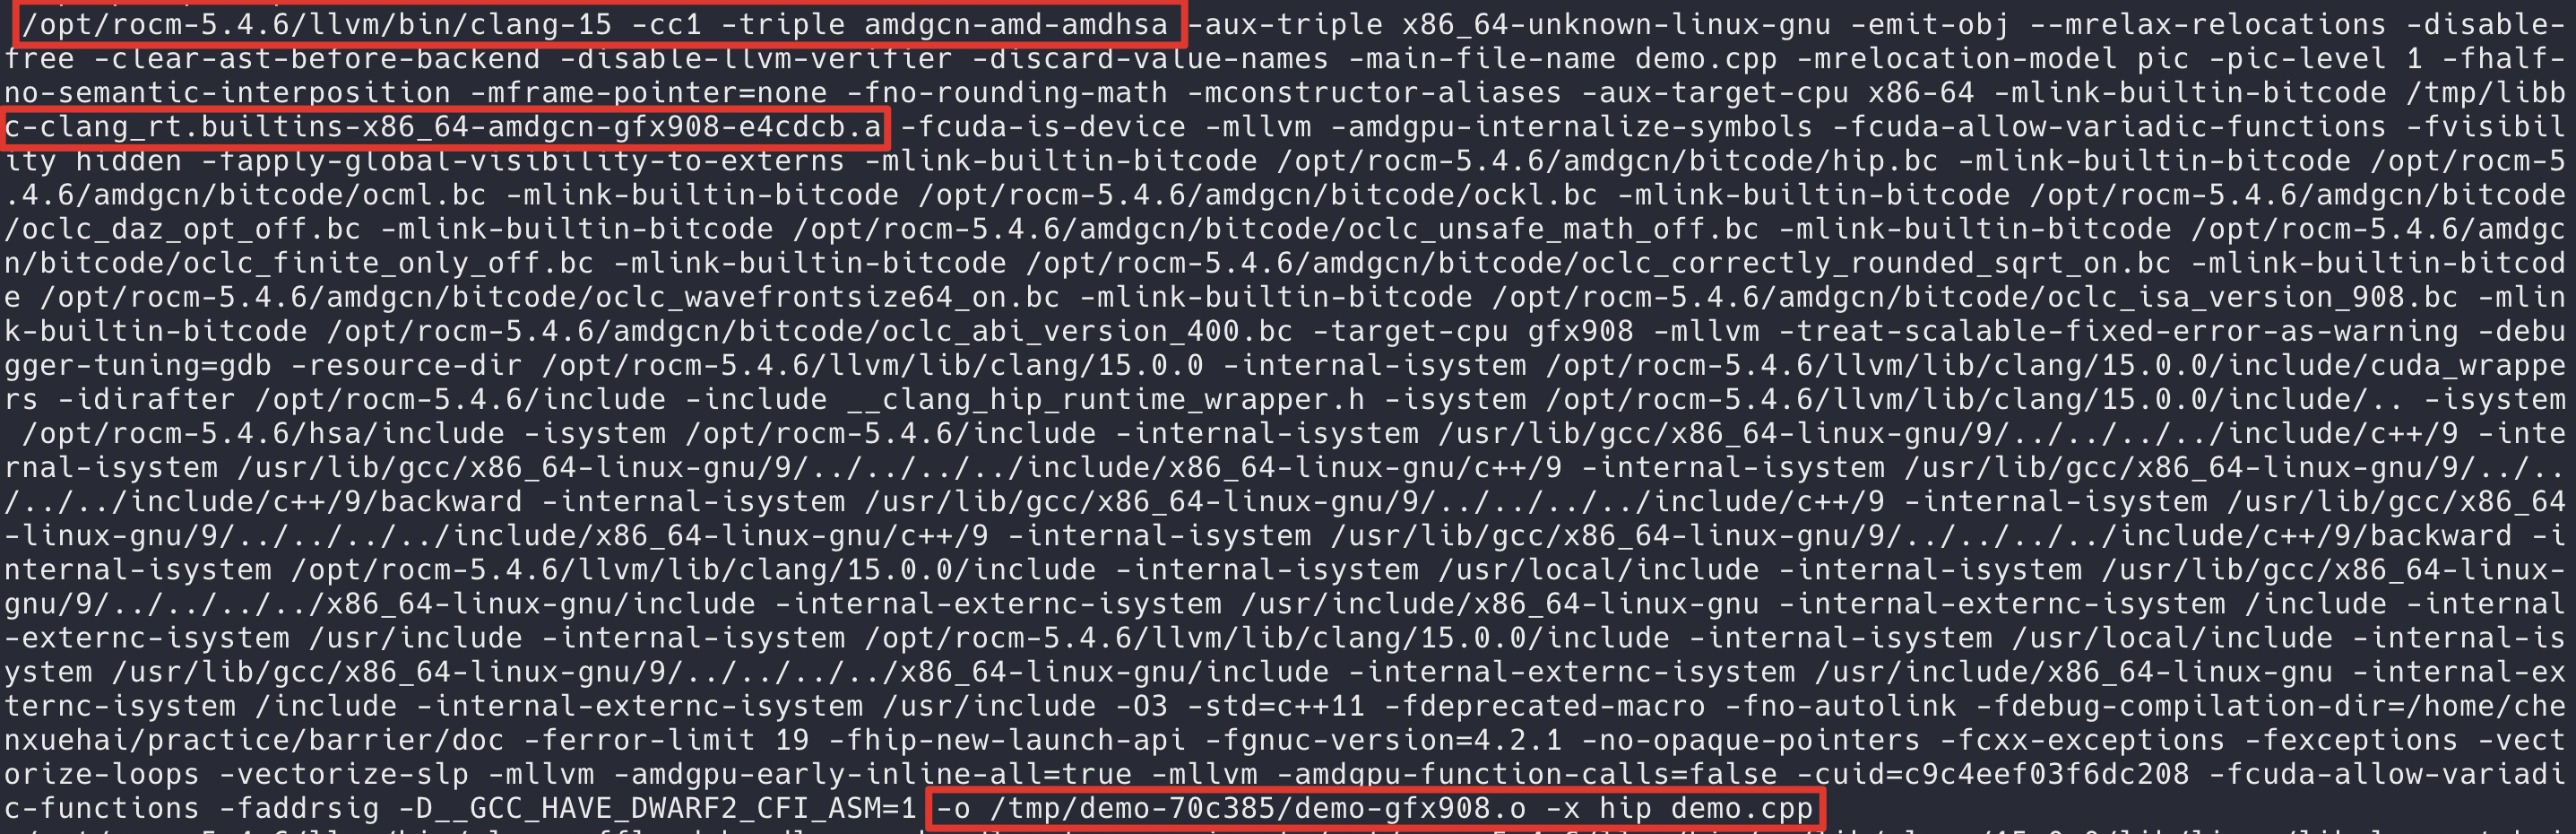 /opt/rocm-5.4.6/llvm/bin/clang-15 -cc1 -triple amdgcn-amd-amdhsa -aux-triple x86_64-unknown-linux-gnu -emit-obj --mrelax-relocations -disable-
free -clear-ast-before-backend -disable-llvm-verifier -discard-value-names -main-file-name demo.cpp -mrelocation-model pic -pic-level 1 -fhalf-
no-semantic-interposition -mframe-pointer=none -fno-rounding-math -mconstructor-aliases -aux-target-cpu x86-64 -mlink-builtin-bitcode /tmp/libb
c-clang_rt.builtins-x86_64-amdgcn-gfx908-e4cdcb.a -fcuda-is-device -mllvm -amdgpu-internalize-symbols -fcuda-allow-variadic-functions -fvisibil
ity hidden -fapply-global-visibility-to-externs -mlink-builtin-bitcode /opt/rocm-5.4.6/amdgcn/bitcode/hip.bc -mlink-builtin-bitcode /opt/rocm-5
.4.6/amdgcn/bitcode/ocml.bc -mlink-builtin-bitcode /opt/rocm-5.4.6/amdgcn/bitcode/ockl.bc -mlink-builtin-bitcode /opt/rocm-5.4.6/amdgcn/bitcode
/oclc_daz_opt_off.bc -mlink-builtin-bitcode /opt/rocm-5.4.6/amdgcn/bitcode/oclc_unsafe_math_off.bc -mlink-builtin-bitcode /opt/rocm-5.4.6/amdgc
n/bitcode/oclc_finite_only_off.bc -mlink-builtin-bitcode /opt/rocm-5.4.6/amdgcn/bitcode/oclc_correctly_rounded_sqrt_on.bc -mlink-builtin-bitcod
e /opt/rocm-5.4.6/amdgcn/bitcode/oclc_wavefrontsize64_on.bc -mlink-builtin-bitcode /opt/rocm-5.4.6/amdgcn/bitcode/oclc_isa_version_908.bc -mlin
k-builtin-bitcode /opt/rocm-5.4.6/amdgcn/bitcode/oclc_abi_version_400.bc -target-cpu gfx908 -mllvm -treat-scalable-fixed-error-as-warning -debu
gger-tuning=gdb -resource-dir /opt/rocm-5.4.6/llvm/lib/clang/15.0.0 -internal-isystem /opt/rocm-5.4.6/llvm/lib/clang/15.0.0/include/cuda_wrappe
rs -idirafter /opt/rocm-5.4.6/include -include __clang_hip_runtime_wrapper.h -isystem /opt/rocm-5.4.6/llvm/lib/clang/15.0.0/include/.. -isystem
/opt/rocm-5.4.6/hsa/include -isystem /opt/rocm-5.4.6/include -internal-isystem /usr/lib/gcc/x86_64-linux-gnu/9/../../../../include/c++/9 -inte
rnal-isystem /usr/lib/gcc/x86_64-linux-gnu/9/../../../../include/x86_64-linux-gnu/c++/9 -internal-isystem /usr/lib/gcc/x86_64-linux-gnu/9/../..
/../../include/c++/9/backward -internal-isystem /usr/lib/gcc/x86_64-linux-gnu/9/../../../../include/c++/9 -internal-isystem /usr/lib/gcc/x86_64
-linux-gnu/9/../../../../include/x86_64-linux-gnu/c++/9 -internal-isystem /usr/lib/gcc/x86_64-linux-gnu/9/../../../../include/c++/9/backward -i
nternal-isystem /opt/rocm-5.4.6/llvm/lib/clang/15.0.0/include -internal-isystem /usr/local/include -internal-isystem /usr/lib/gcc/x86_64-linux-
gnu/9/../../../../x86_64-linux-gnu/include -internal-externc-isystem /usr/include/x86_64-linux-gnu -internal-externc-isystem /include -internal
-externc-isystem /usr/include -internal-isystem /opt/rocm-5.4.6/llvm/lib/clang/15.0.0/include -internal-isystem /usr/local/include -internal-is
ystem /usr/lib/gcc/x86_64-linux-gnu/9/../../../../x86_64-linux-gnu/include -internal-externc-isystem /usr/include/x86_64-linux-gnu -internal-ex
ternc-isystem /include -internal-externc-isystem /usr/include -O3 -std=c++11 -fdeprecated-macro -fno-autolink -fdebug-compilation-dir=/home/che
nxuehai/practice/barrier/doc -ferror-limit 19 -fhip-new-launch-api -fgnuc-version=4.2.1 -no-opaque-pointers -fcxx-exceptions -fexceptions -vect
orize-loops -vectorize-slp -mllvm -amdgpu-early-inline-all=true -mllvm -amdgpu-function-calls=false -cuid=c9c4eef03f6dc208 -fcuda-allow-variadi
c-functions -faddrsig -D__GCC_HAVE_DWARF2_CFI_ASM=1 -o /tmp/demo-70c385/demo-gfx908.o -x hip demo.cpp